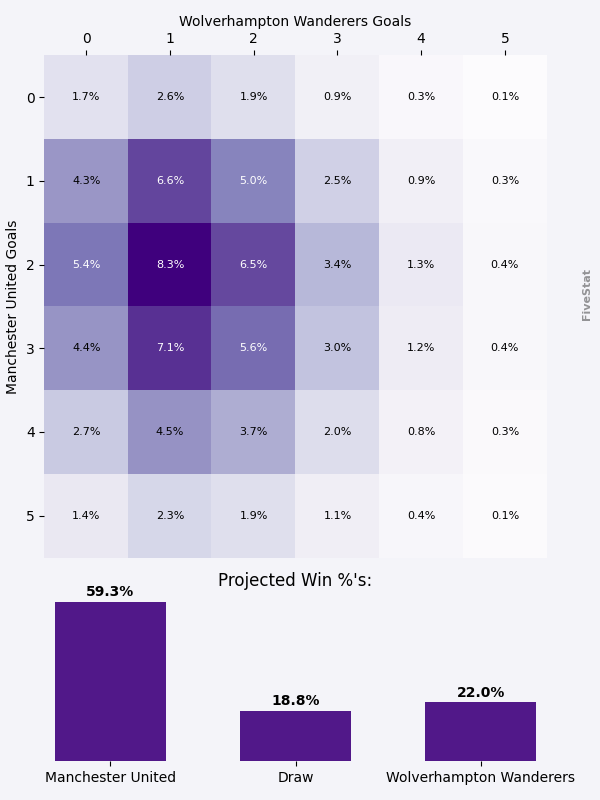 Wolverhampton Wanderers Goals
0 1 2 3 4 5
0 1.7% 2.6% 1.9% 0.9% 0.3% 0.1%
1 4.3% 6.6% 5.0% 2.5% 0.9% 0.3%
2 5.4% 8.3% 6.5% 3.4% 1.3% 0.4%
3 4.4% 7.1% 5.6% 3.0% 1.2% 0.4%
4 2.7% 4.5% 3.7% 2.0% 0.8% 0.3%
5 1.4% 2.3% 1.9% 1.1% 0.4% 0.1%
Manchester United Goals
FiveStat
Projected Win %'s:
59.3% 18.8% 22.0%
Manchester United Draw Wolverhampton Wanderers